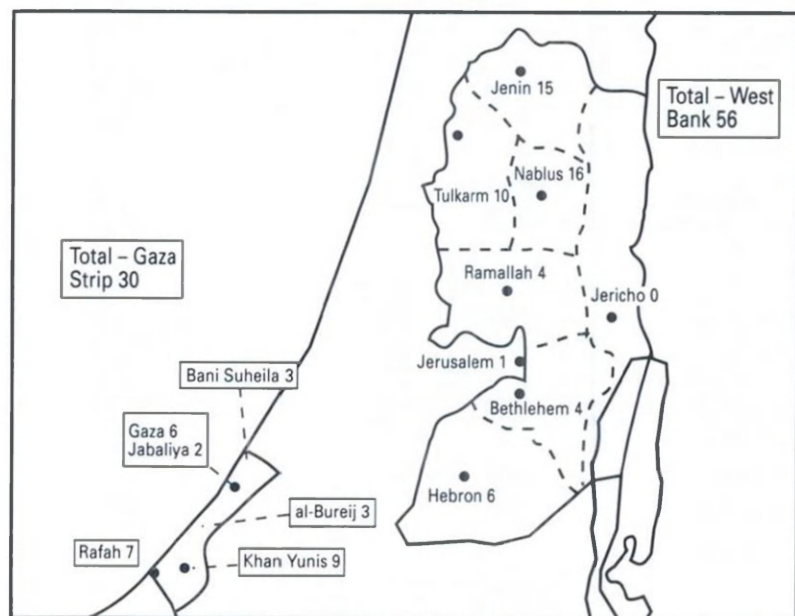 Jenin 15
Total – West
Bank 56
Nablus 16
Tulkarm 10
Total – Gaza
Strip 30
Ramallah 4
Jericho 0
Jerusalem 1
Bani Suheila 3
Bethlehem 4
Gaza 6
Jabaliya 2
Hebron 6
al-Bureij 3
Rafah 7
Khan Yunis 9